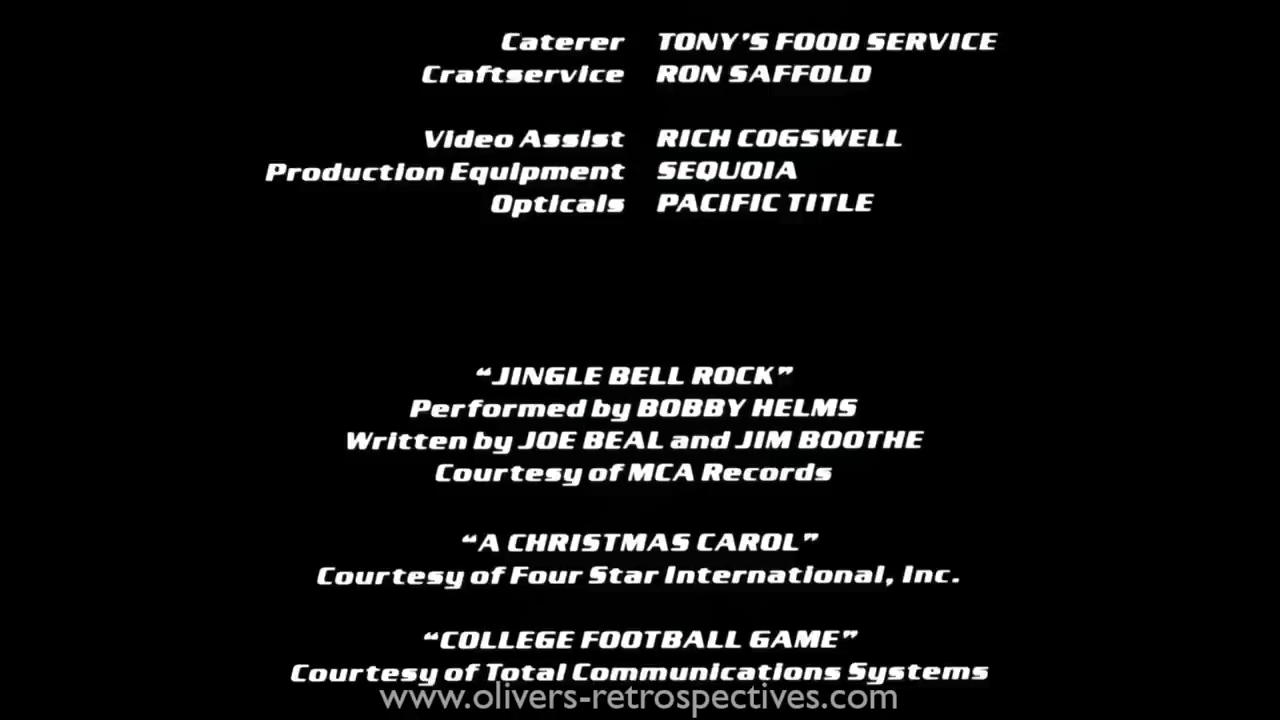 Caterer TONY'S FOOD SERVICE
Craftservice RON SAFFOLD
Video Assist RICH COGSWELL
Production Equipment SEQUOIA
Opticals PACIFIC TITLE
“JINGLE BELL ROCK”
Performed by BOBBY HELMS
Written by JOE BEAL and JIM BOOTHE
Courtesy of MCA Records
“A CHRISTMAS CAROL”
Courtesy of Four Star International, Inc.
“COLLEGE FOOTBALL GAME”
Courtesy of Total Communications Systems
www.olivers-retrospectives.com